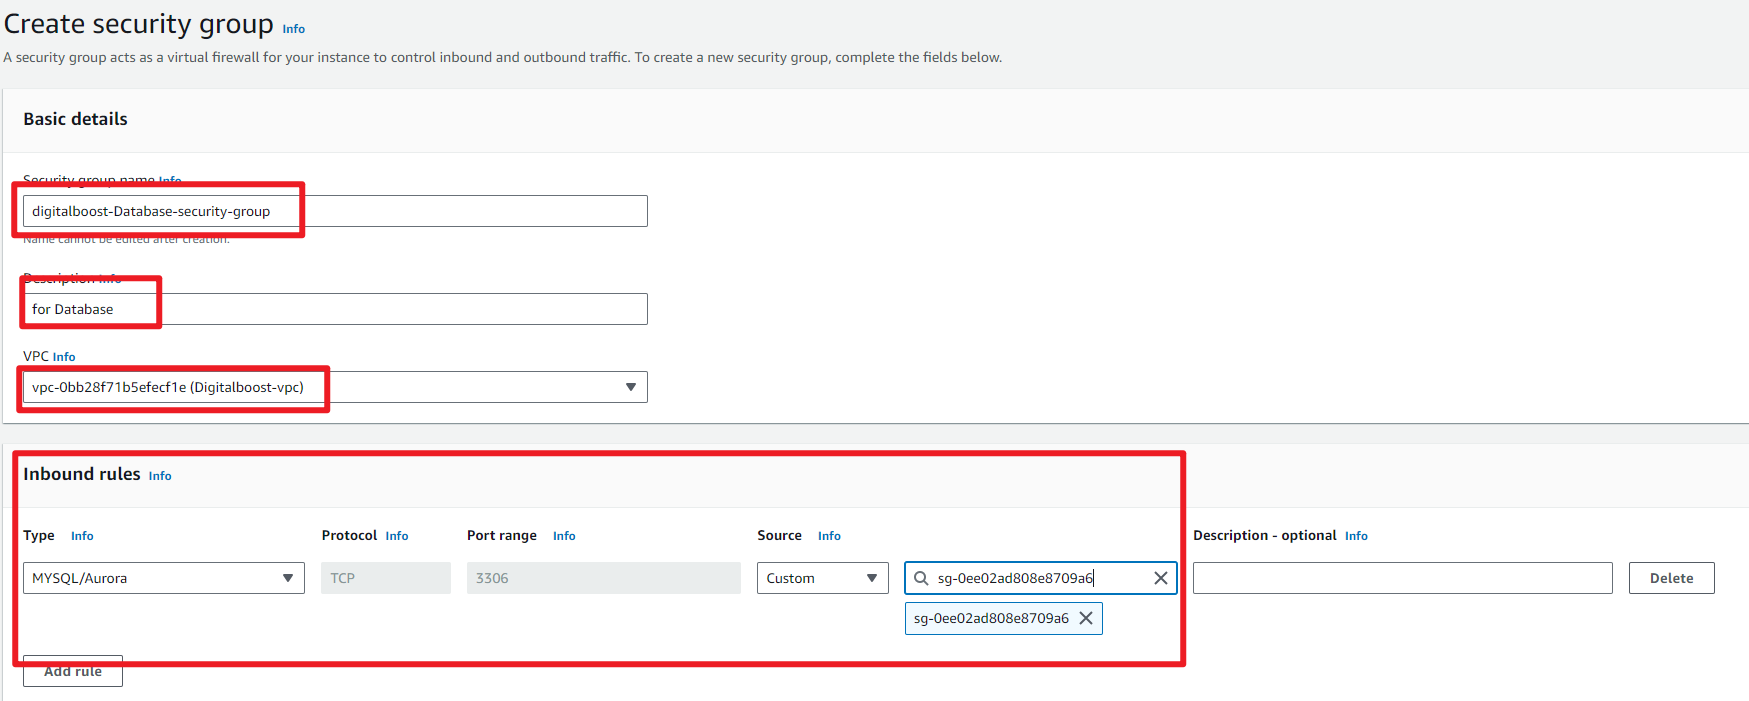 Create security group Info
A security group acts as a virtual firewall for your instance to control inbound and outbound traffic. To create a new security group, complete the fields below.
Basic details
Security group name Info
digitalboost-Database-security-group
Name cannot be edited after creation.
Description Info
for Database
VPC Info
vpc-0bb28f71b5efecf1e (Digitalboost-vpc)
Inbound rules Info
Type Info Protocol Info Port range Info Source Info Description - optional Info
MYSQL/Aurora TCP 3306 Custom sg-0ee02ad808e8709a6 Delete
sg-0ee02ad808e8709a6
Add rule